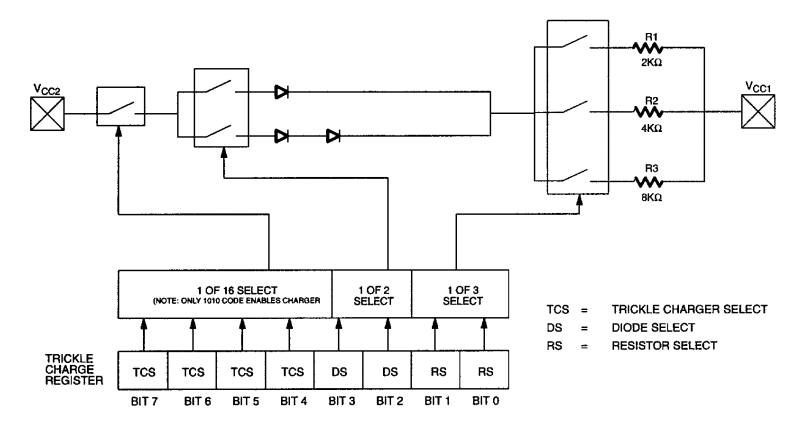 R1
2KΩ
VCC2
VCC1
R2
4KΩ
R3
8KΩ
1 OF 16 SELECT
(NOTE: ONLY 1010 CODE ENABLES CHARGER
1 OF 2
SELECT
1 OF 3
SELECT
TCS = TRICKLE CHARGER SELECT
DS = DIODE SELECT
RS = RESISTOR SELECT
TRICKLE
CHARGE
REGISTER
TCS TCS TCS TCS DS DS RS RS
BIT 7 BIT 6 BIT 5 BIT 4 BIT 3 BIT 2 BIT 1 BIT 0